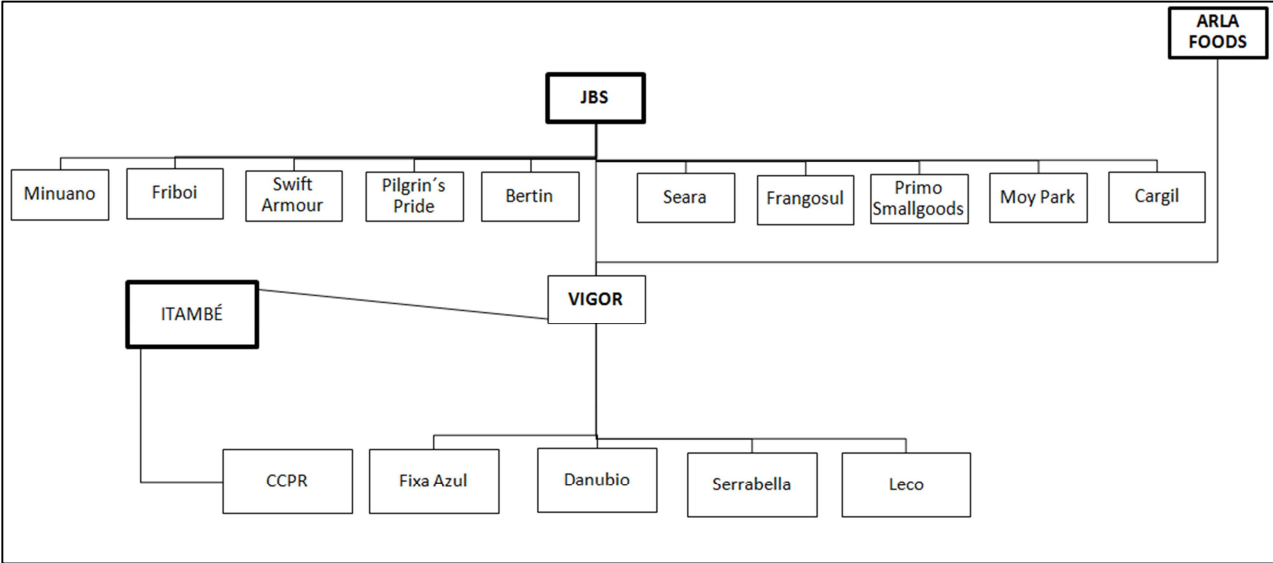 ARLA
FOODS
JBS
Minuano
Friboi
Swift
Armour
Pilgrin´s
Pride
Bertin
Seara
Frangosul
Primo
Smallgoods
Moy Park
Cargil
ITAMBÉ
VIGOR
CCPR
Fixa Azul
Danubio
Serrabella
Leco